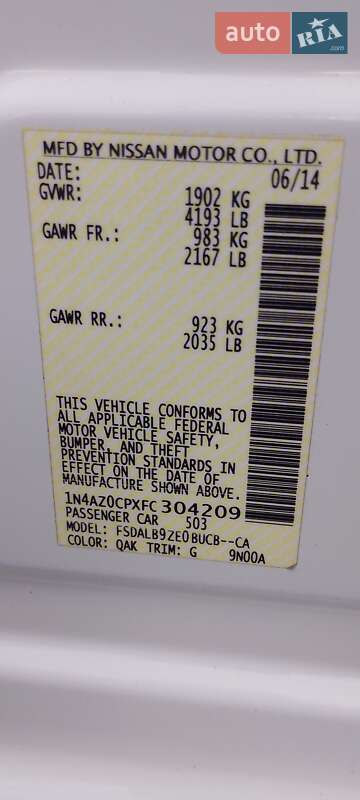 auto RIA .com
MFD BY NISSAN MOTOR CO., LTD.
DATE: 06/14
GVWR: 1902 KG
4193 LB
GAWR FR.: 983 KG
2167 LB
GAWR RR.: 923 KG
2035 LB
THIS VEHICLE CONFORMS TO
ALL APPLICABLE FEDERAL
MOTOR VEHICLE SAFETY,
BUMPER, AND THEFT
PREVENTION STANDARDS IN
EFFECT ON THE DATE OF
MANUFACTURE SHOWN ABOVE.
1N4AZ0CPXFC304209
PASSENGER CAR 503
MODEL: FSDALB9ZE0BUCB--CA
COLOR: QAK TRIM: G 9N00A